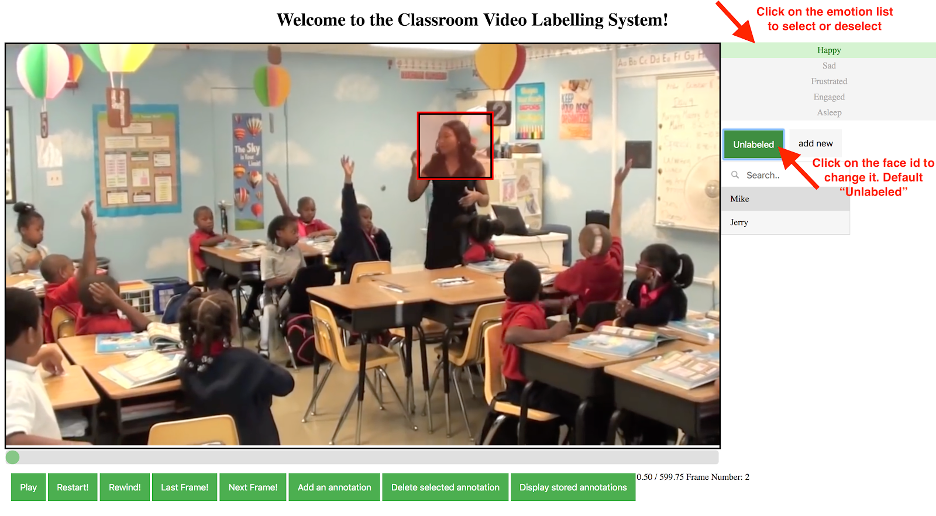 Welcome to the Classroom Video Labelling System!
Click on the emotion list
to select or deselect
Happy
Sad
Frustrated
Engaged
Asleep
Unlabeled
add new
Click on the face id to
change it. Default
“Unlabeled”
Search..
Mike
Jerry
4
2
The Sky
is the
Limit!
Play
Restart!
Rewind!
Last Frame!
Next Frame!
Add an annotation
Delete selected annotation
Display stored annotations
0.50 / 599.75 Frame Number: 2